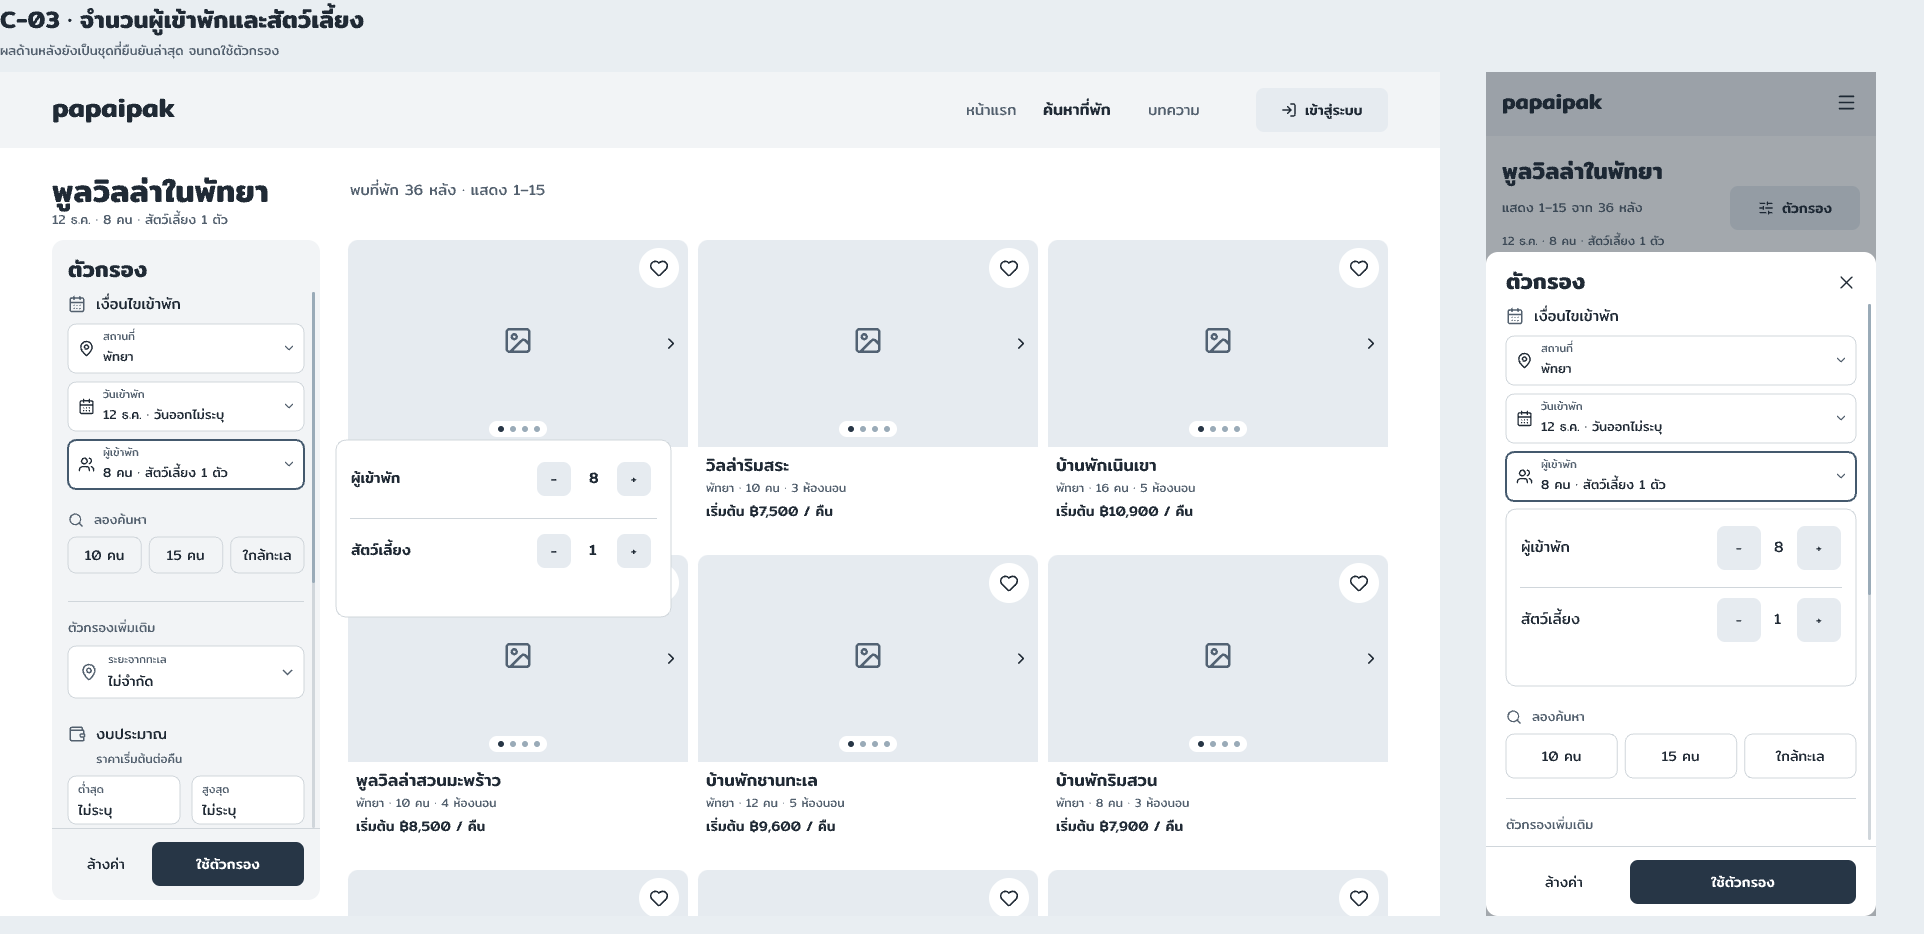 C-03 · จำนวนผู้เข้าพักและสัตว์เลี้ยง
ผลด้านหลังยังเป็นชุดที่ยืนยันล่าสุด จนกดใช้ตัวกรอง
papaipak
หน้าแรก
ค้นหาที่พัก
บทความ
เข้าสู่ระบบ
พูลวิลล่าในพัทยา
12 ธ.ค. · 8 คน · สัตว์เลี้ยง 1 ตัว
พบที่พัก 36 หลัง · แสดง 1–15
ตัวกรอง
เงื่อนไขเข้าพัก
สถานที่
พัทยา
วันเข้าพัก
12 ธ.ค. · วันออกไม่ระบุ
ผู้เข้าพัก
8 คน · สัตว์เลี้ยง 1 ตัว
ลองค้นหา
10 คน
15 คน
ใกล้ทะเล
ตัวกรองเพิ่มเติม
ระยะจากทะเล
ไม่จำกัด
งบประมาณ
ราคาเริ่มต้นต่อคืน
ต่ำสุด
ไม่ระบุ
สูงสุด
ไม่ระบุ
ล้างค่า
ใช้ตัวกรอง
ผู้เข้าพัก
- 8 +
สัตว์เลี้ยง
- 1 +
วิลล่าริมสระ
พัทยา · 10 คน · 3 ห้องนอน
เริ่มต้น ฿7,500 / คืน
บ้านพักเนินเขา
พัทยา · 16 คน · 5 ห้องนอน
เริ่มต้น ฿10,900 / คืน
พูลวิลล่าสวนมะพร้าว
พัทยา · 10 คน · 4 ห้องนอน
เริ่มต้น ฿8,500 / คืน
บ้านพักชานทะเล
พัทยา · 12 คน · 5 ห้องนอน
เริ่มต้น ฿9,600 / คืน
บ้านพักริมสวน
พัทยา · 8 คน · 3 ห้องนอน
เริ่มต้น ฿7,900 / คืน
papaipak
พูลวิลล่าในพัทยา
แสดง 1–15 จาก 36 หลัง
ตัวกรอง
12 ธ.ค. · 8 คน · สัตว์เลี้ยง 1 ตัว
ตัวกรอง
เงื่อนไขเข้าพัก
สถานที่
พัทยา
วันเข้าพัก
12 ธ.ค. · วันออกไม่ระบุ
ผู้เข้าพัก
8 คน · สัตว์เลี้ยง 1 ตัว
ผู้เข้าพัก
- 8 +
สัตว์เลี้ยง
- 1 +
ลองค้นหา
10 คน
15 คน
ใกล้ทะเล
ตัวกรองเพิ่มเติม
ล้างค่า
ใช้ตัวกรอง